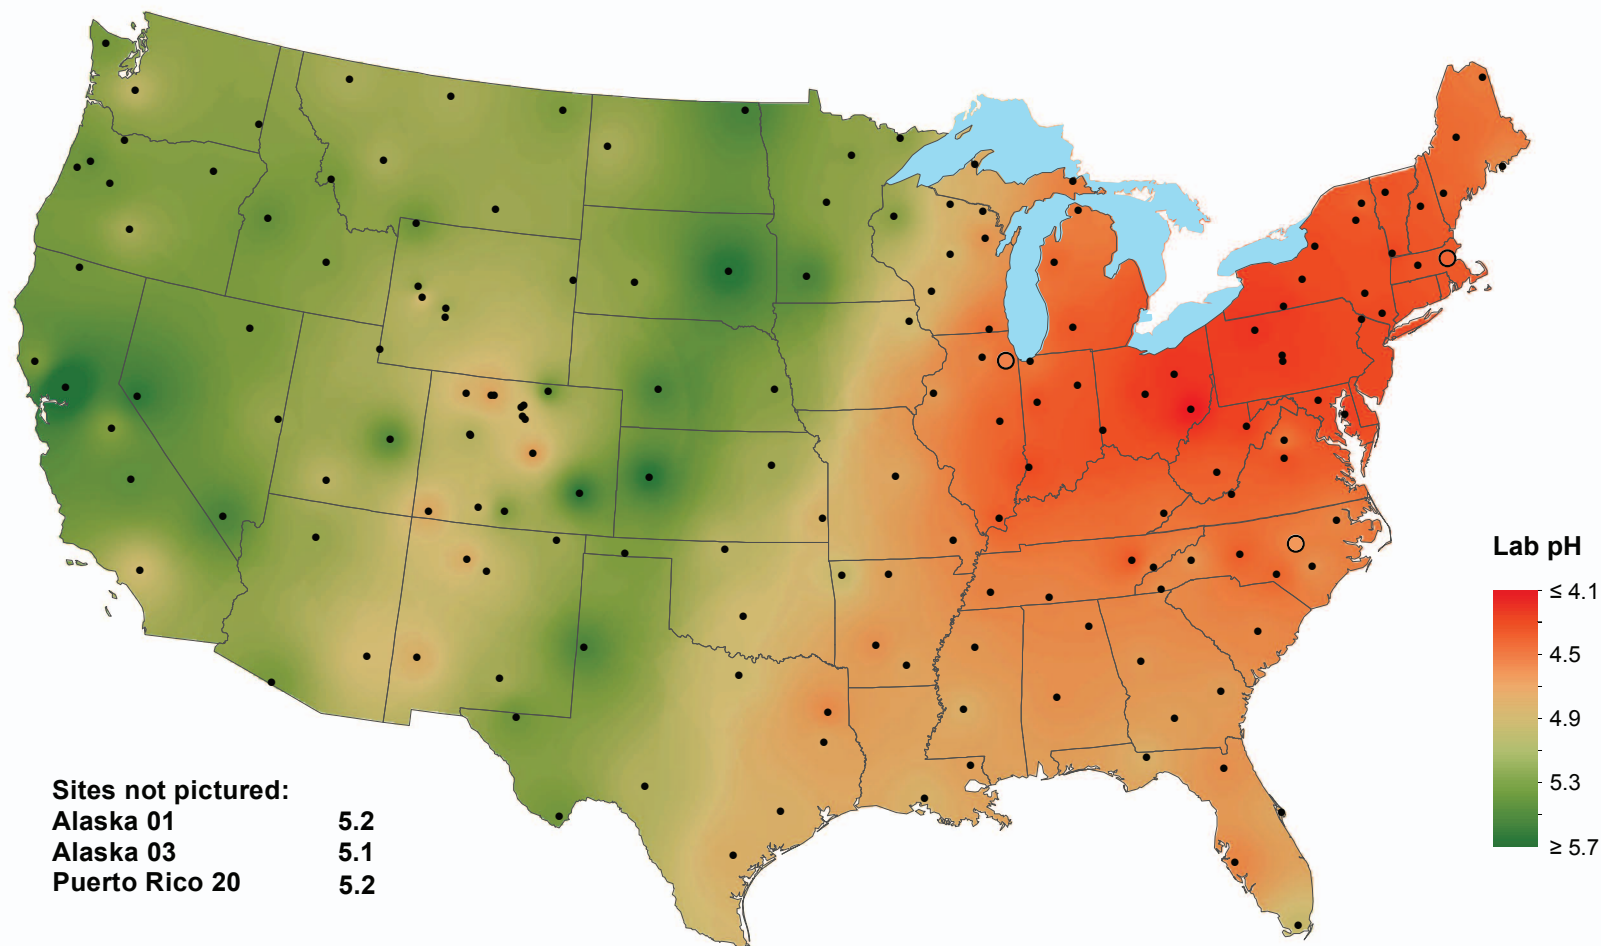 Lab pH
≤ 4.1
4.5
4.9
5.3
≥ 5.7
Sites not pictured:
Alaska 01 5.2
Alaska 03 5.1
Puerto Rico 20 5.2